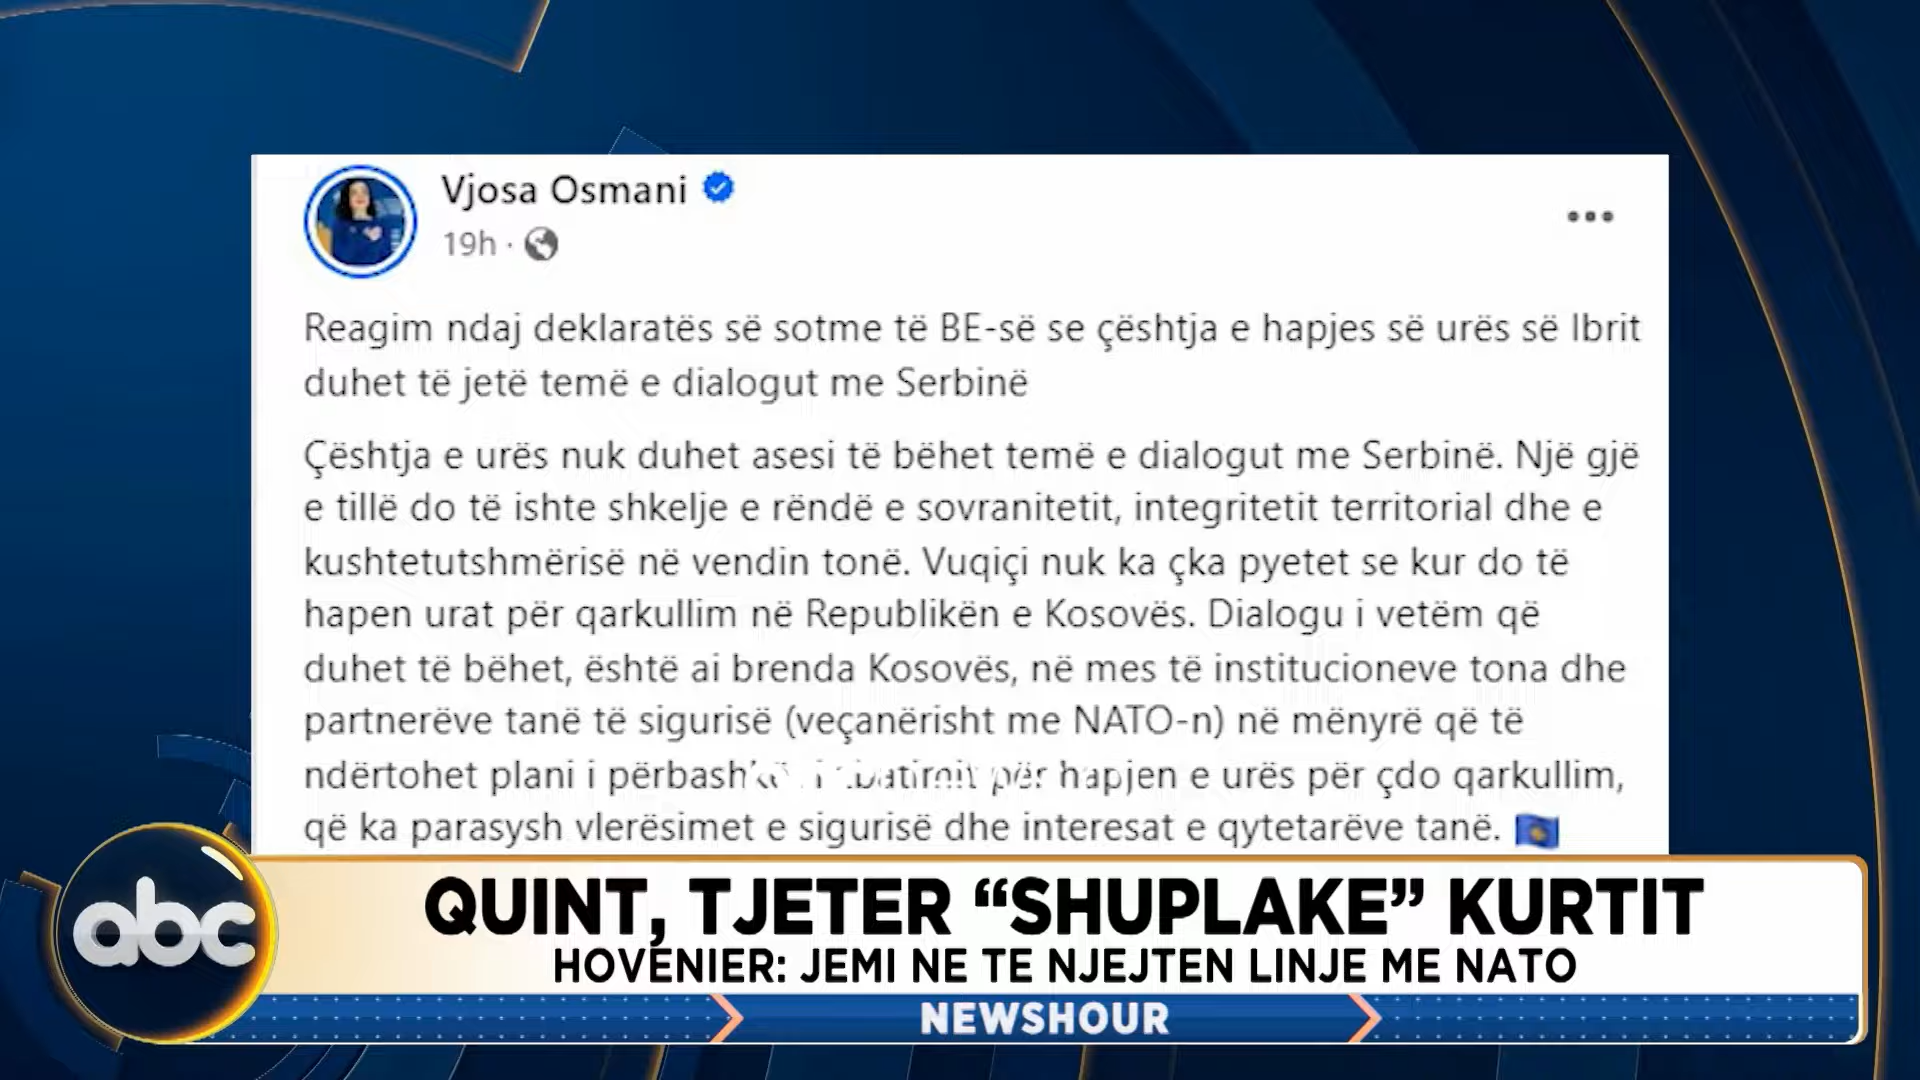 Vjosa Osmani
19h ·
Reagim ndaj deklaratës së sotme të BE-së se çështja e hapjes së urës së Ibrit
duhet të jetë temë e dialogut me Serbinë
Çështja e urës nuk duhet asesi të bëhet temë e dialogut me Serbinë. Një gjë
e tillë do të ishte shkelje e rëndë e sovranitetit, integritetit territorial dhe e
kushtetutshmërisë në vendin tonë. Vuqiçi nuk ka çka pyetet se kur do të
hapen urat për qarkullim në Republikën e Kosovës. Dialogu i vetëm që
duhet të bëhet, është ai brenda Kosovës, në mes të institucioneve tona dhe
partnerëve tanë të sigurisë (veçanërisht me NATO-n) në mënyrë që të
ndërtohet plani i për hapjen e urës për çdo qarkullim,
që ka parasysh vlerësimet e sigurisë dhe interesat e qytetarëve tanë.
abc
QUINT, TJETER “SHUPLAKE” KURTIT
HOVENIER: JEMI NE TE NJEJTEN LINJE ME NATO
NEWSHOUR